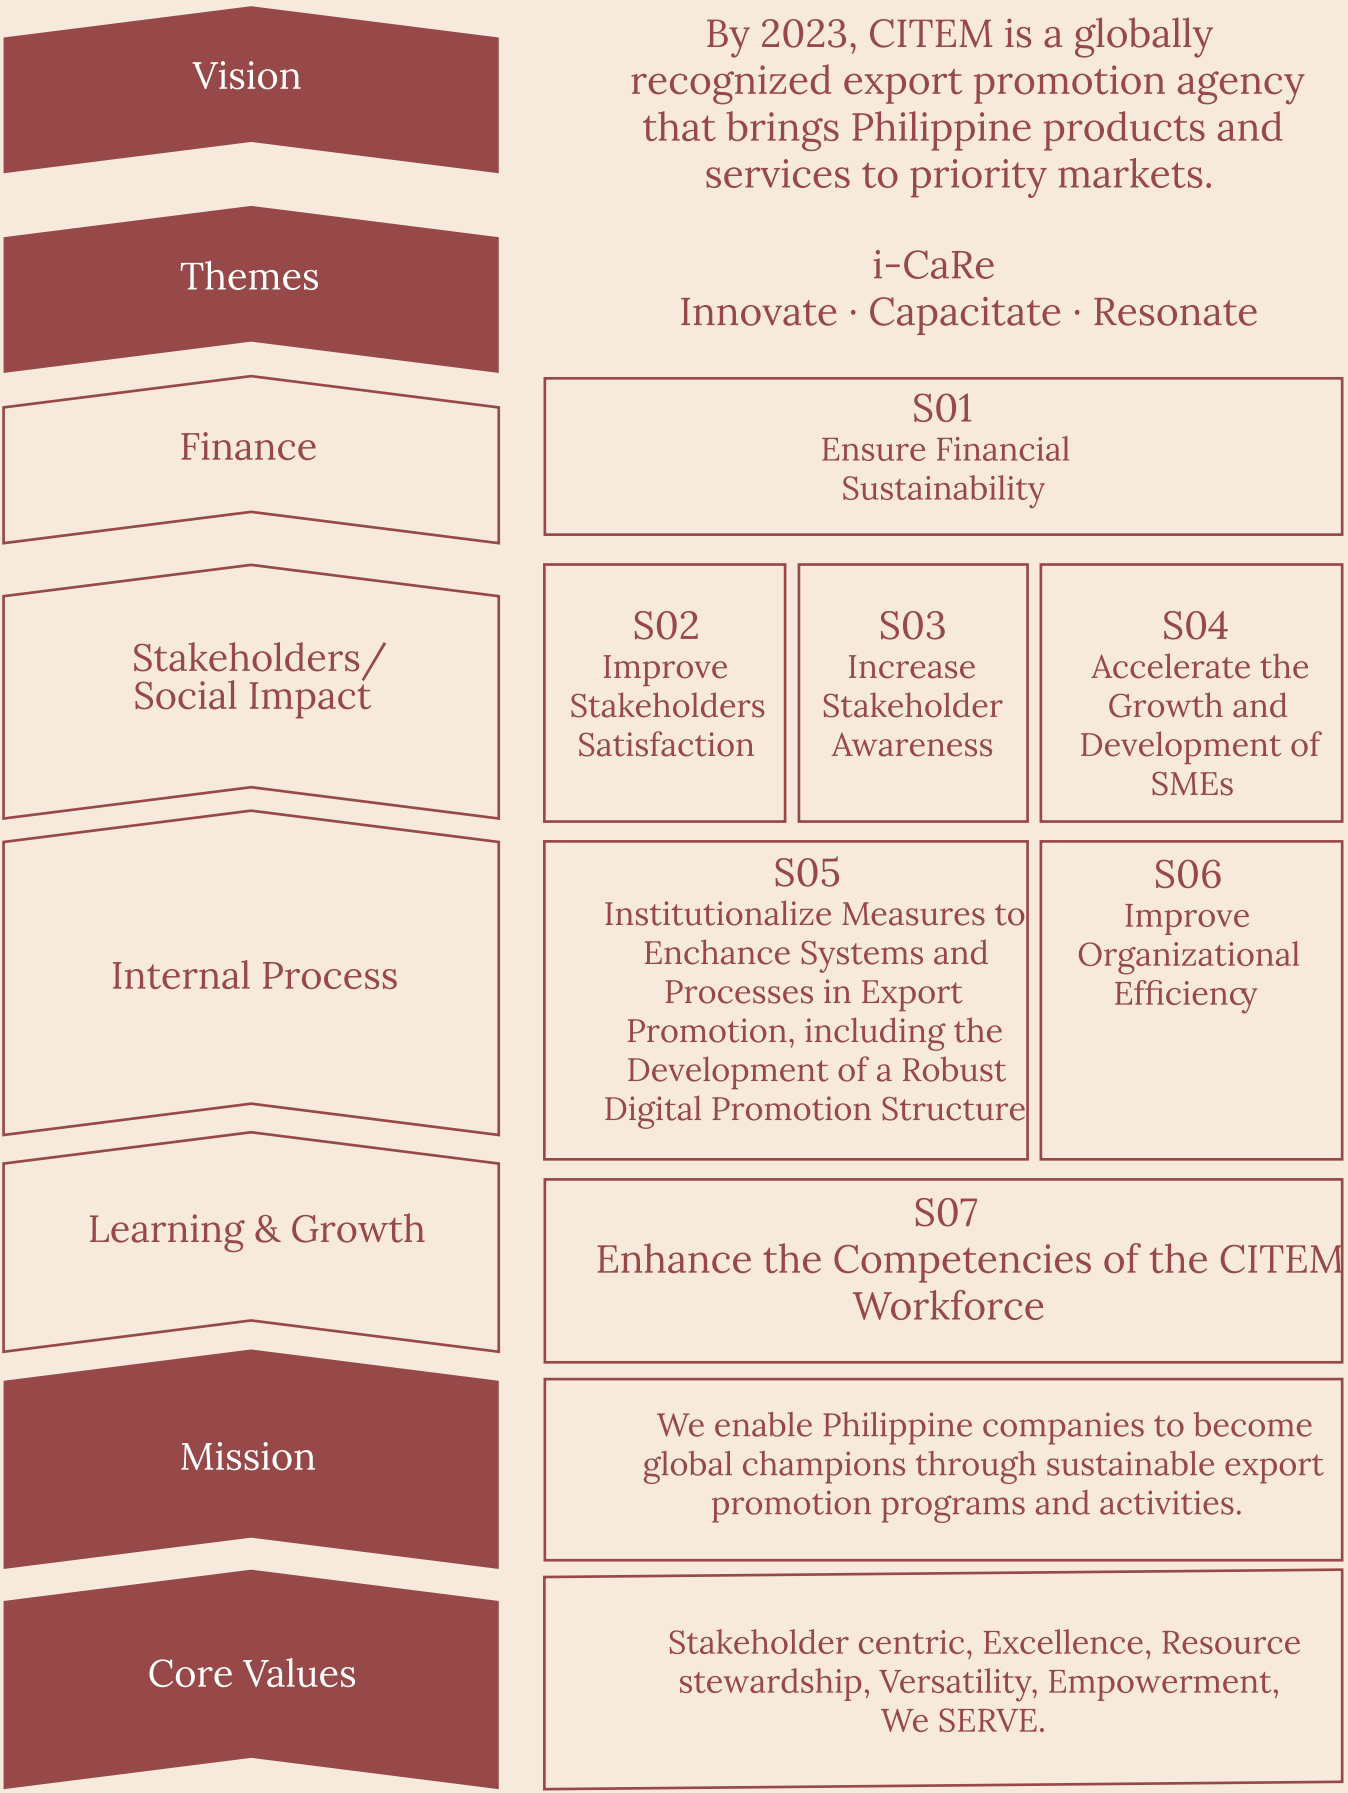 Vision
By 2023, CITEM is a globally
recognized export promotion agency
that brings Philippine products and
services to priority markets.
Themes
i-CaRe
Innovate · Capacitate · Resonate
Finance
S01
Ensure Financial
Sustainability
Stakeholders/
Social Impact
S02
Improve
Stakeholders
Satisfaction
S03
Increase
Stakeholder
Awareness
S04
Accelerate the
Growth and
Development of
SMEs
Internal Process
S05
Institutionalize Measures to
Enchance Systems and
Processes in Export
Promotion, including the
Development of a Robust
Digital Promotion Structure
S06
Improve
Organizational
Efficiency
Learning & Growth
S07
Enhance the Competencies of the CITEM
Workforce
Mission
We enable Philippine companies to become
global champions through sustainable export
promotion programs and activities.
Core Values
Stakeholder centric, Excellence, Resource
stewardship, Versatility, Empowerment,
We SERVE.